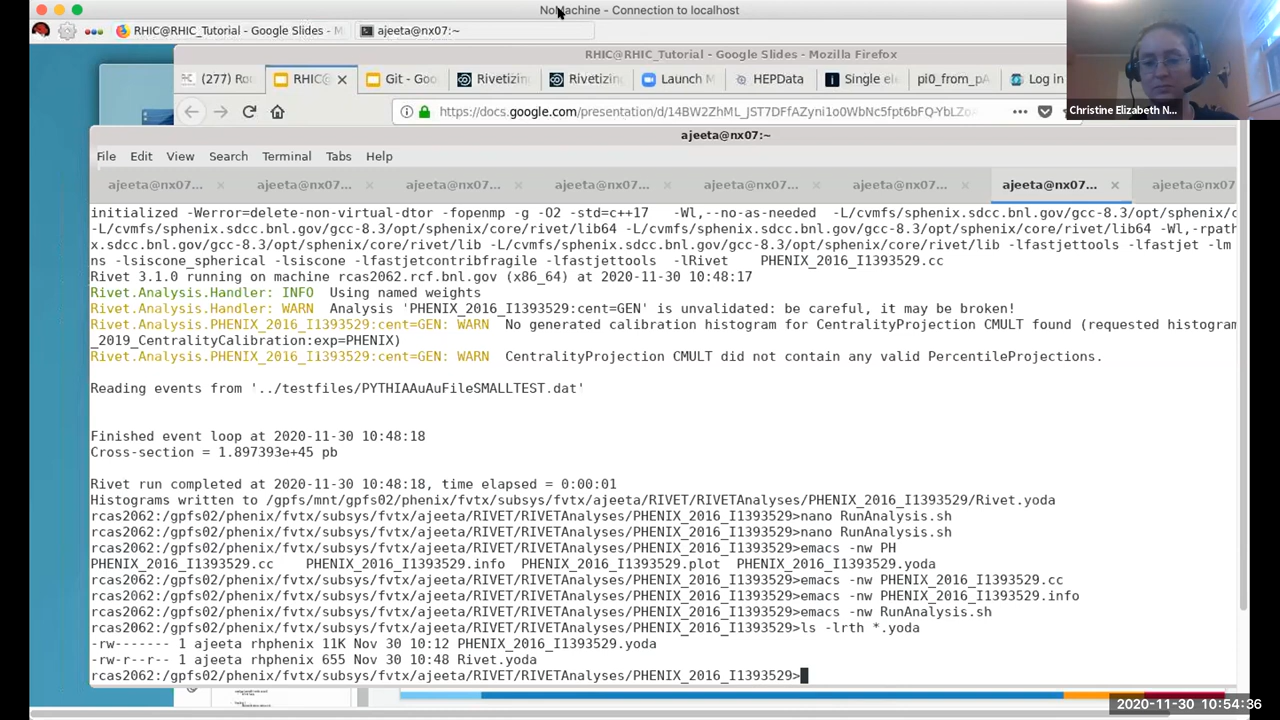 NoMachine - Connection to localhost
RHIC@RHIC_Tutorial - Google Slides - M
ajeeta@nx07:~
RHIC@RHIC_Tutorial - Google Slides - Mozilla Firefox
(277) Ro
RHIC@
Git - Goo
Rivetizing
Rivetizing
Launch M
HEPData
Single el
pi0_from_pA
Log in
https://docs.google.com/presentation/d/14BW2ZhML_JST7DFfAZyni1o0WbNc5fpt6bFQ-YbLZo
Christine Elizabeth N...
ajeeta@nx07:~
File Edit View Search Terminal Tabs Help
ajeeta@nx07... ajeeta@nx07... ajeeta@nx07... ajeeta@nx07... ajeeta@nx07... ajeeta@nx07... ajeeta@nx07... ajeeta@nx07
initialized -Werror=delete-non-virtual-dtor -fopenmp -g -O2 -std=c++17 -Wl,--no-as-needed -L/cvmfs/sphenix.sdcc.bnl.gov/gcc-8.3/opt/sphenix/c
-L/cvmfs/sphenix.sdcc.bnl.gov/gcc-8.3/opt/sphenix/core/rivet/lib64 -L/cvmfs/sphenix.sdcc.bnl.gov/gcc-8.3/opt/sphenix/core/rivet/lib64 -Wl,-rpath
x.sdcc.bnl.gov/gcc-8.3/opt/sphenix/core/rivet/lib -L/cvmfs/sphenix.sdcc.bnl.gov/gcc-8.3/opt/sphenix/core/rivet/lib -lfastjettools -lfastjet -lm
ns -lsiscone_spherical -lsiscone -lfastjetcontribfragile -lfastjettools -lRivet PHENIX_2016_I1393529.cc
Rivet 3.1.0 running on machine rcas2062.rcf.bnl.gov (x86_64) at 2020-11-30 10:48:17
Rivet.Analysis.Handler: INFO Using named weights
Rivet.Analysis.Handler: WARN Analysis 'PHENIX_2016_I1393529:cent=GEN' is unvalidated: be careful, it may be broken!
Rivet.Analysis.PHENIX_2016_I1393529:cent=GEN: WARN No generated calibration histogram for CentralityProjection CMULT found (requested histogram
_2019_CentralityCalibration:exp=PHENIX)
Rivet.Analysis.PHENIX_2016_I1393529:cent=GEN: WARN CentralityProjection CMULT did not contain any valid PercentileProjections.
Reading events from '../testfiles/PYTHIAAuAuFileSMALLTEST.dat'
Finished event loop at 2020-11-30 10:48:18
Cross-section = 1.897393e+45 pb
Rivet run completed at 2020-11-30 10:48:18, time elapsed = 0:00:01
Histograms written to /gpfs/mnt/gpfs02/phenix/fvtx/subsys/fvtx/ajeeta/RIVET/RIVETAnalyses/PHENIX_2016_I1393529/Rivet.yoda
rcas2062:/gpfs02/phenix/fvtx/subsys/fvtx/ajeeta/RIVET/RIVETAnalyses/PHENIX_2016_I1393529>nano RunAnalysis.sh
rcas2062:/gpfs02/phenix/fvtx/subsys/fvtx/ajeeta/RIVET/RIVETAnalyses/PHENIX_2016_I1393529>nano RunAnalysis.sh
rcas2062:/gpfs02/phenix/fvtx/subsys/fvtx/ajeeta/RIVET/RIVETAnalyses/PHENIX_2016_I1393529>emacs -nw PH
PHENIX_2016_I1393529.cc PHENIX_2016_I1393529.info PHENIX_2016_I1393529.plot PHENIX_2016_I1393529.yoda
rcas2062:/gpfs02/phenix/fvtx/subsys/fvtx/ajeeta/RIVET/RIVETAnalyses/PHENIX_2016_I1393529>emacs -nw PHENIX_2016_I1393529.cc
rcas2062:/gpfs02/phenix/fvtx/subsys/fvtx/ajeeta/RIVET/RIVETAnalyses/PHENIX_2016_I1393529>emacs -nw PHENIX_2016_I1393529.info
rcas2062:/gpfs02/phenix/fvtx/subsys/fvtx/ajeeta/RIVET/RIVETAnalyses/PHENIX_2016_I1393529>emacs -nw RunAnalysis.sh
rcas2062:/gpfs02/phenix/fvtx/subsys/fvtx/ajeeta/RIVET/RIVETAnalyses/PHENIX_2016_I1393529>ls -lrth *.yoda
-rw------- 1 ajeeta rhphenix 11K Nov 30 10:12 PHENIX_2016_I1393529.yoda
-rw-r--r-- 1 ajeeta rhphenix 655 Nov 30 10:48 Rivet.yoda
rcas2062:/gpfs02/phenix/fvtx/subsys/fvtx/ajeeta/RIVET/RIVETAnalyses/PHENIX_2016_I1393529>
2020-11-30 10:54:36